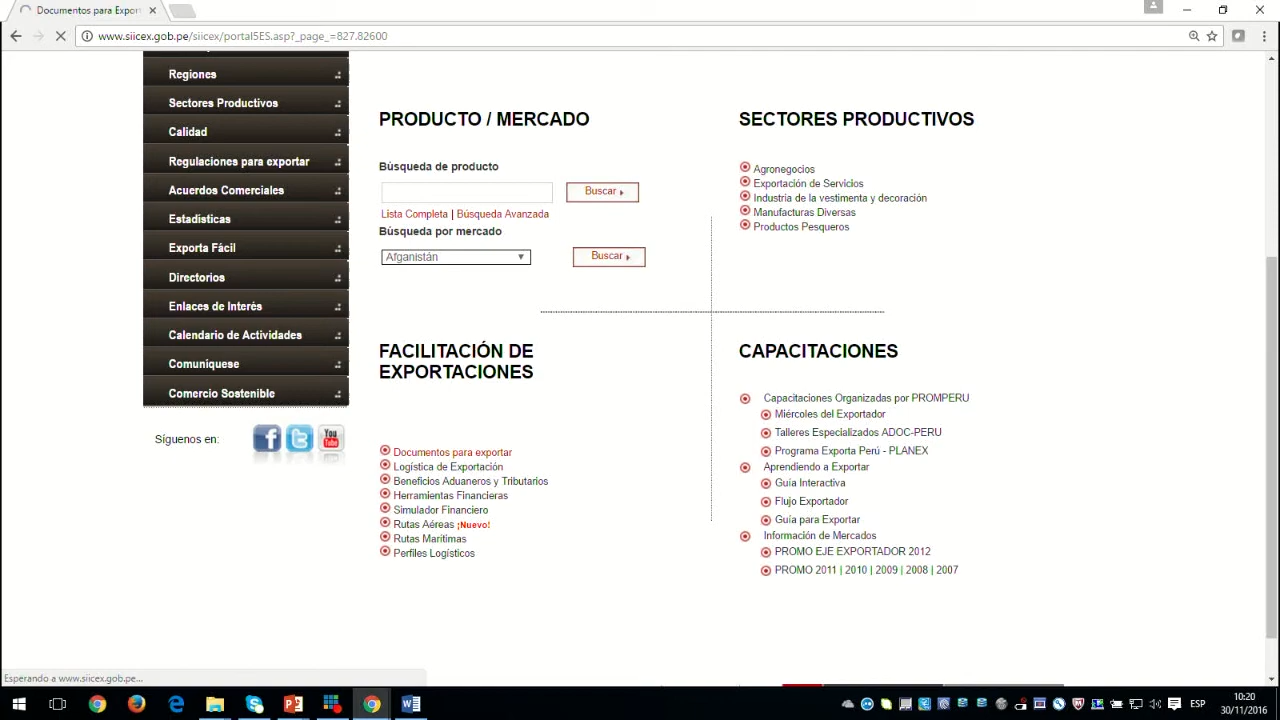 Documentos para Expor
www.siicex.gob.pe/siicex/portal5ES.asp?_page_=827.82600
Regiones
Sectores Productivos
Calidad
Regulaciones para exportar
Acuerdos Comerciales
Estadísticas
Exporta Fácil
Directorios
Enlaces de Interés
Calendario de Actividades
Comuníquese
Comercio Sostenible
Síguenos en:
You Tube
PRODUCTO / MERCADO
Búsqueda de producto
Buscar
Lista Completa | Búsqueda Avanzada
Búsqueda por mercado
Afganistán
Buscar
SECTORES PRODUCTIVOS
Agronegocios
Exportación de Servicios
Industria de la vestimenta y decoración
Manufacturas Diversas
Productos Pesqueros
FACILITACIÓN DE
EXPORTACIONES
Documentos para exportar
Logística de Exportación
Beneficios Aduaneros y Tributarios
Herramientas Financieras
Simulador Financiero
Rutas Aéreas ¡Nuevo!
Rutas Marítimas
Perfiles Logísticos
CAPACITACIONES
Capacitaciones Organizadas por PROMPERU
Miércoles del Exportador
Talleres Especializados ADOC-PERU
Programa Exporta Perú - PLANEX
Aprendiendo a Exportar
Guía Interactiva
Flujo Exportador
Guía para Exportar
Información de Mercados
PROMO EJE EXPORTADOR 2012
PROMO 2011 | 2010 | 2009 | 2008 | 2007
Esperando a www.siicex.gob.pe...
ESP
10:20
30/11/2016